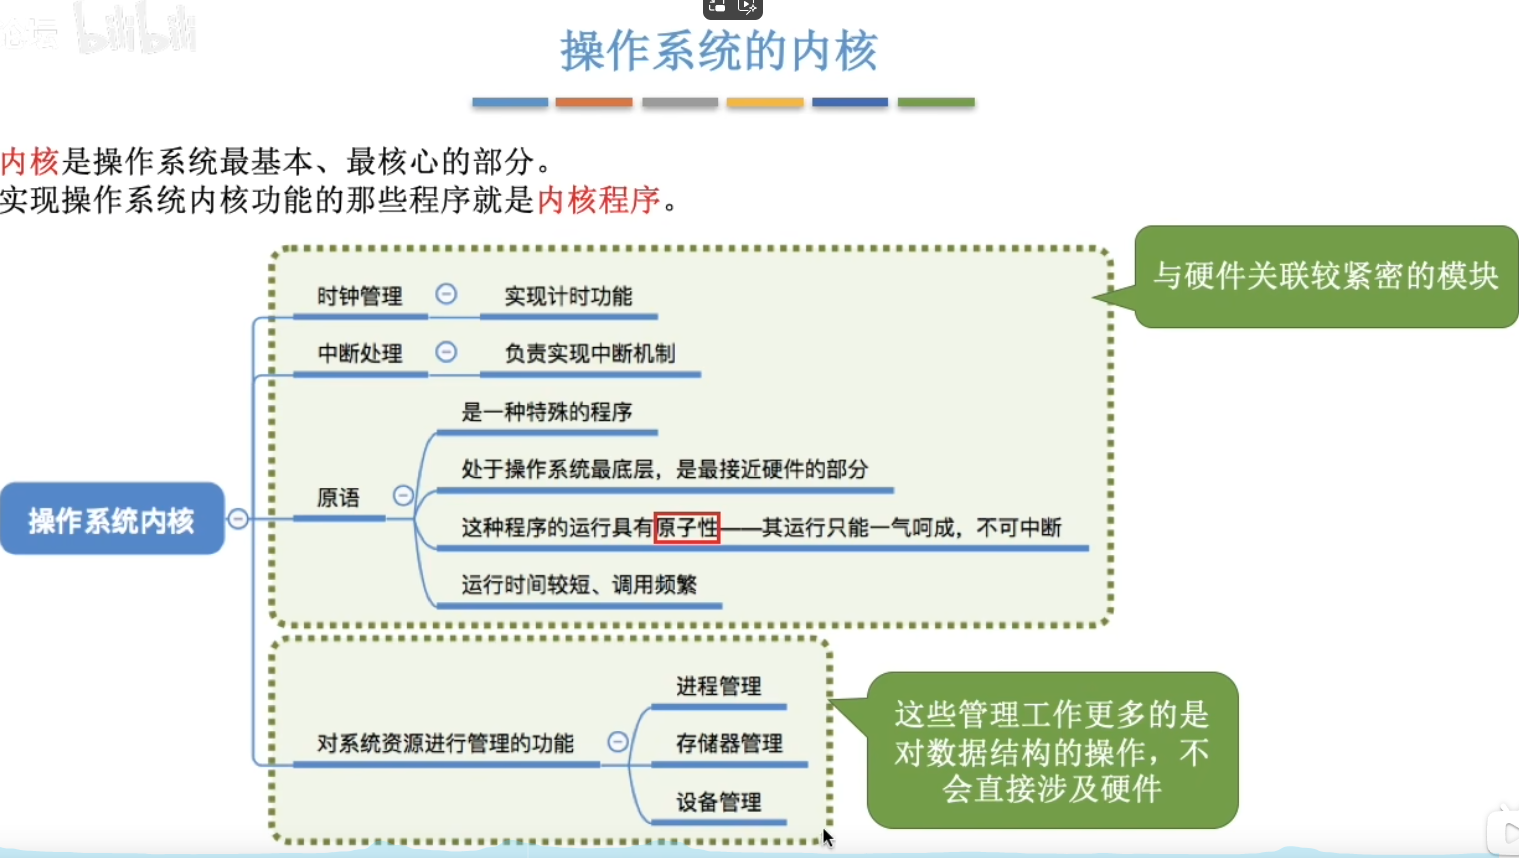 论坛 bilibili
操作系统的内核
内核是操作系统最基本、最核心的部分。
实现操作系统内核功能的那些程序就是内核程序。
与硬件关联较紧密的模块
时钟管理 实现计时功能
中断处理 负责实现中断机制
是一种特殊的程序
处于操作系统最底层，是最接近硬件的部分
原语
这种程序的运行具有原子性——其运行只能一气呵成，不可中断
操作系统内核
运行时间较短、调用频繁
进程管理
对系统资源进行管理的功能 存储器管理
设备管理
这些管理工作更多的是
对数据结构的操作，不
会直接涉及硬件